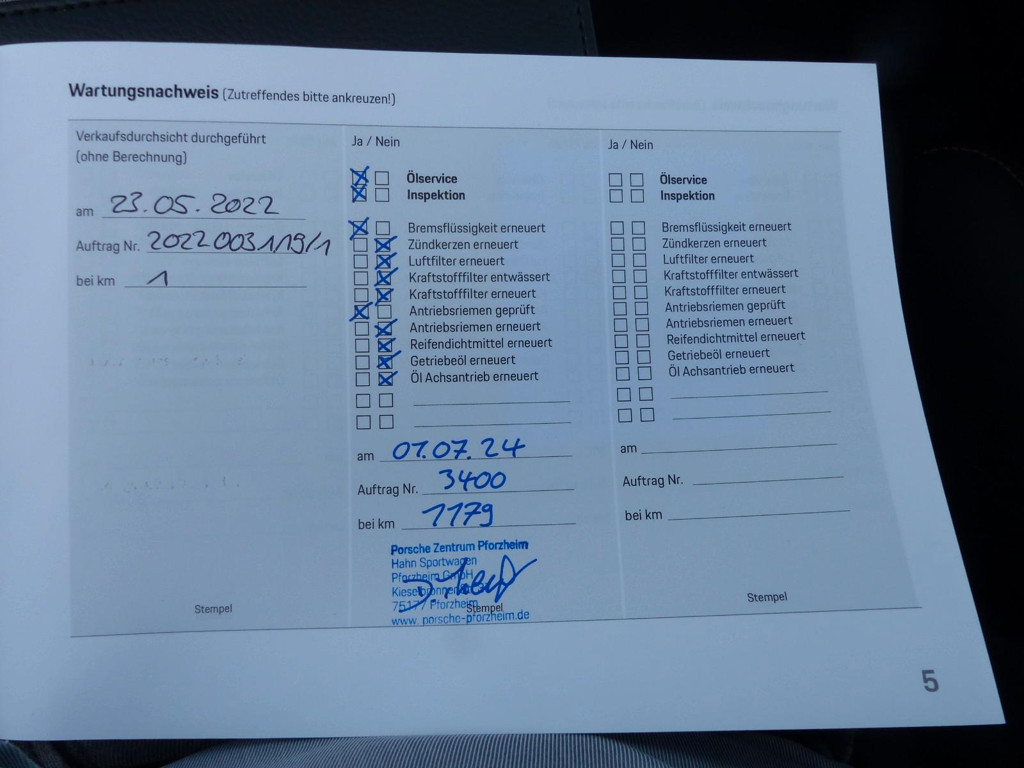 Wartungsnachweis (Zutreffendes bitte ankreuzen!)
Verkaufsdurchsicht durchgeführt
(ohne Berechnung)
am 23.05.2022
Auftrag Nr. 2022003119/1
bei km 1
Stempel
Ja / Nein
Ölservice
Inspektion
Bremsflüssigkeit erneuert
Zündkerzen erneuert
Luftfilter erneuert
Kraftstofffilter entwässert
Kraftstofffilter erneuert
Antriebsriemen geprüft
Antriebsriemen erneuert
Reifendichtmittel erneuert
Getriebeöl erneuert
Öl Achsantrieb erneuert
am 01.07.24
Auftrag Nr. 3400
bei km 1179
Porsche Zentrum Pforzheim
Hahn Sportwagen
Pforzheim GmbH
75177 Pforzheim
Stempel
www.porsche-pforzheim.de
Ja / Nein
Ölservice
Inspektion
Bremsflüssigkeit erneuert
Zündkerzen erneuert
Luftfilter erneuert
Kraftstofffilter entwässert
Kraftstofffilter erneuert
Antriebsriemen geprüft
Antriebsriemen erneuert
Reifendichtmittel erneuert
Getriebeöl erneuert
Öl Achsantrieb erneuert
am
Auftrag Nr.
bei km
Stempel
5